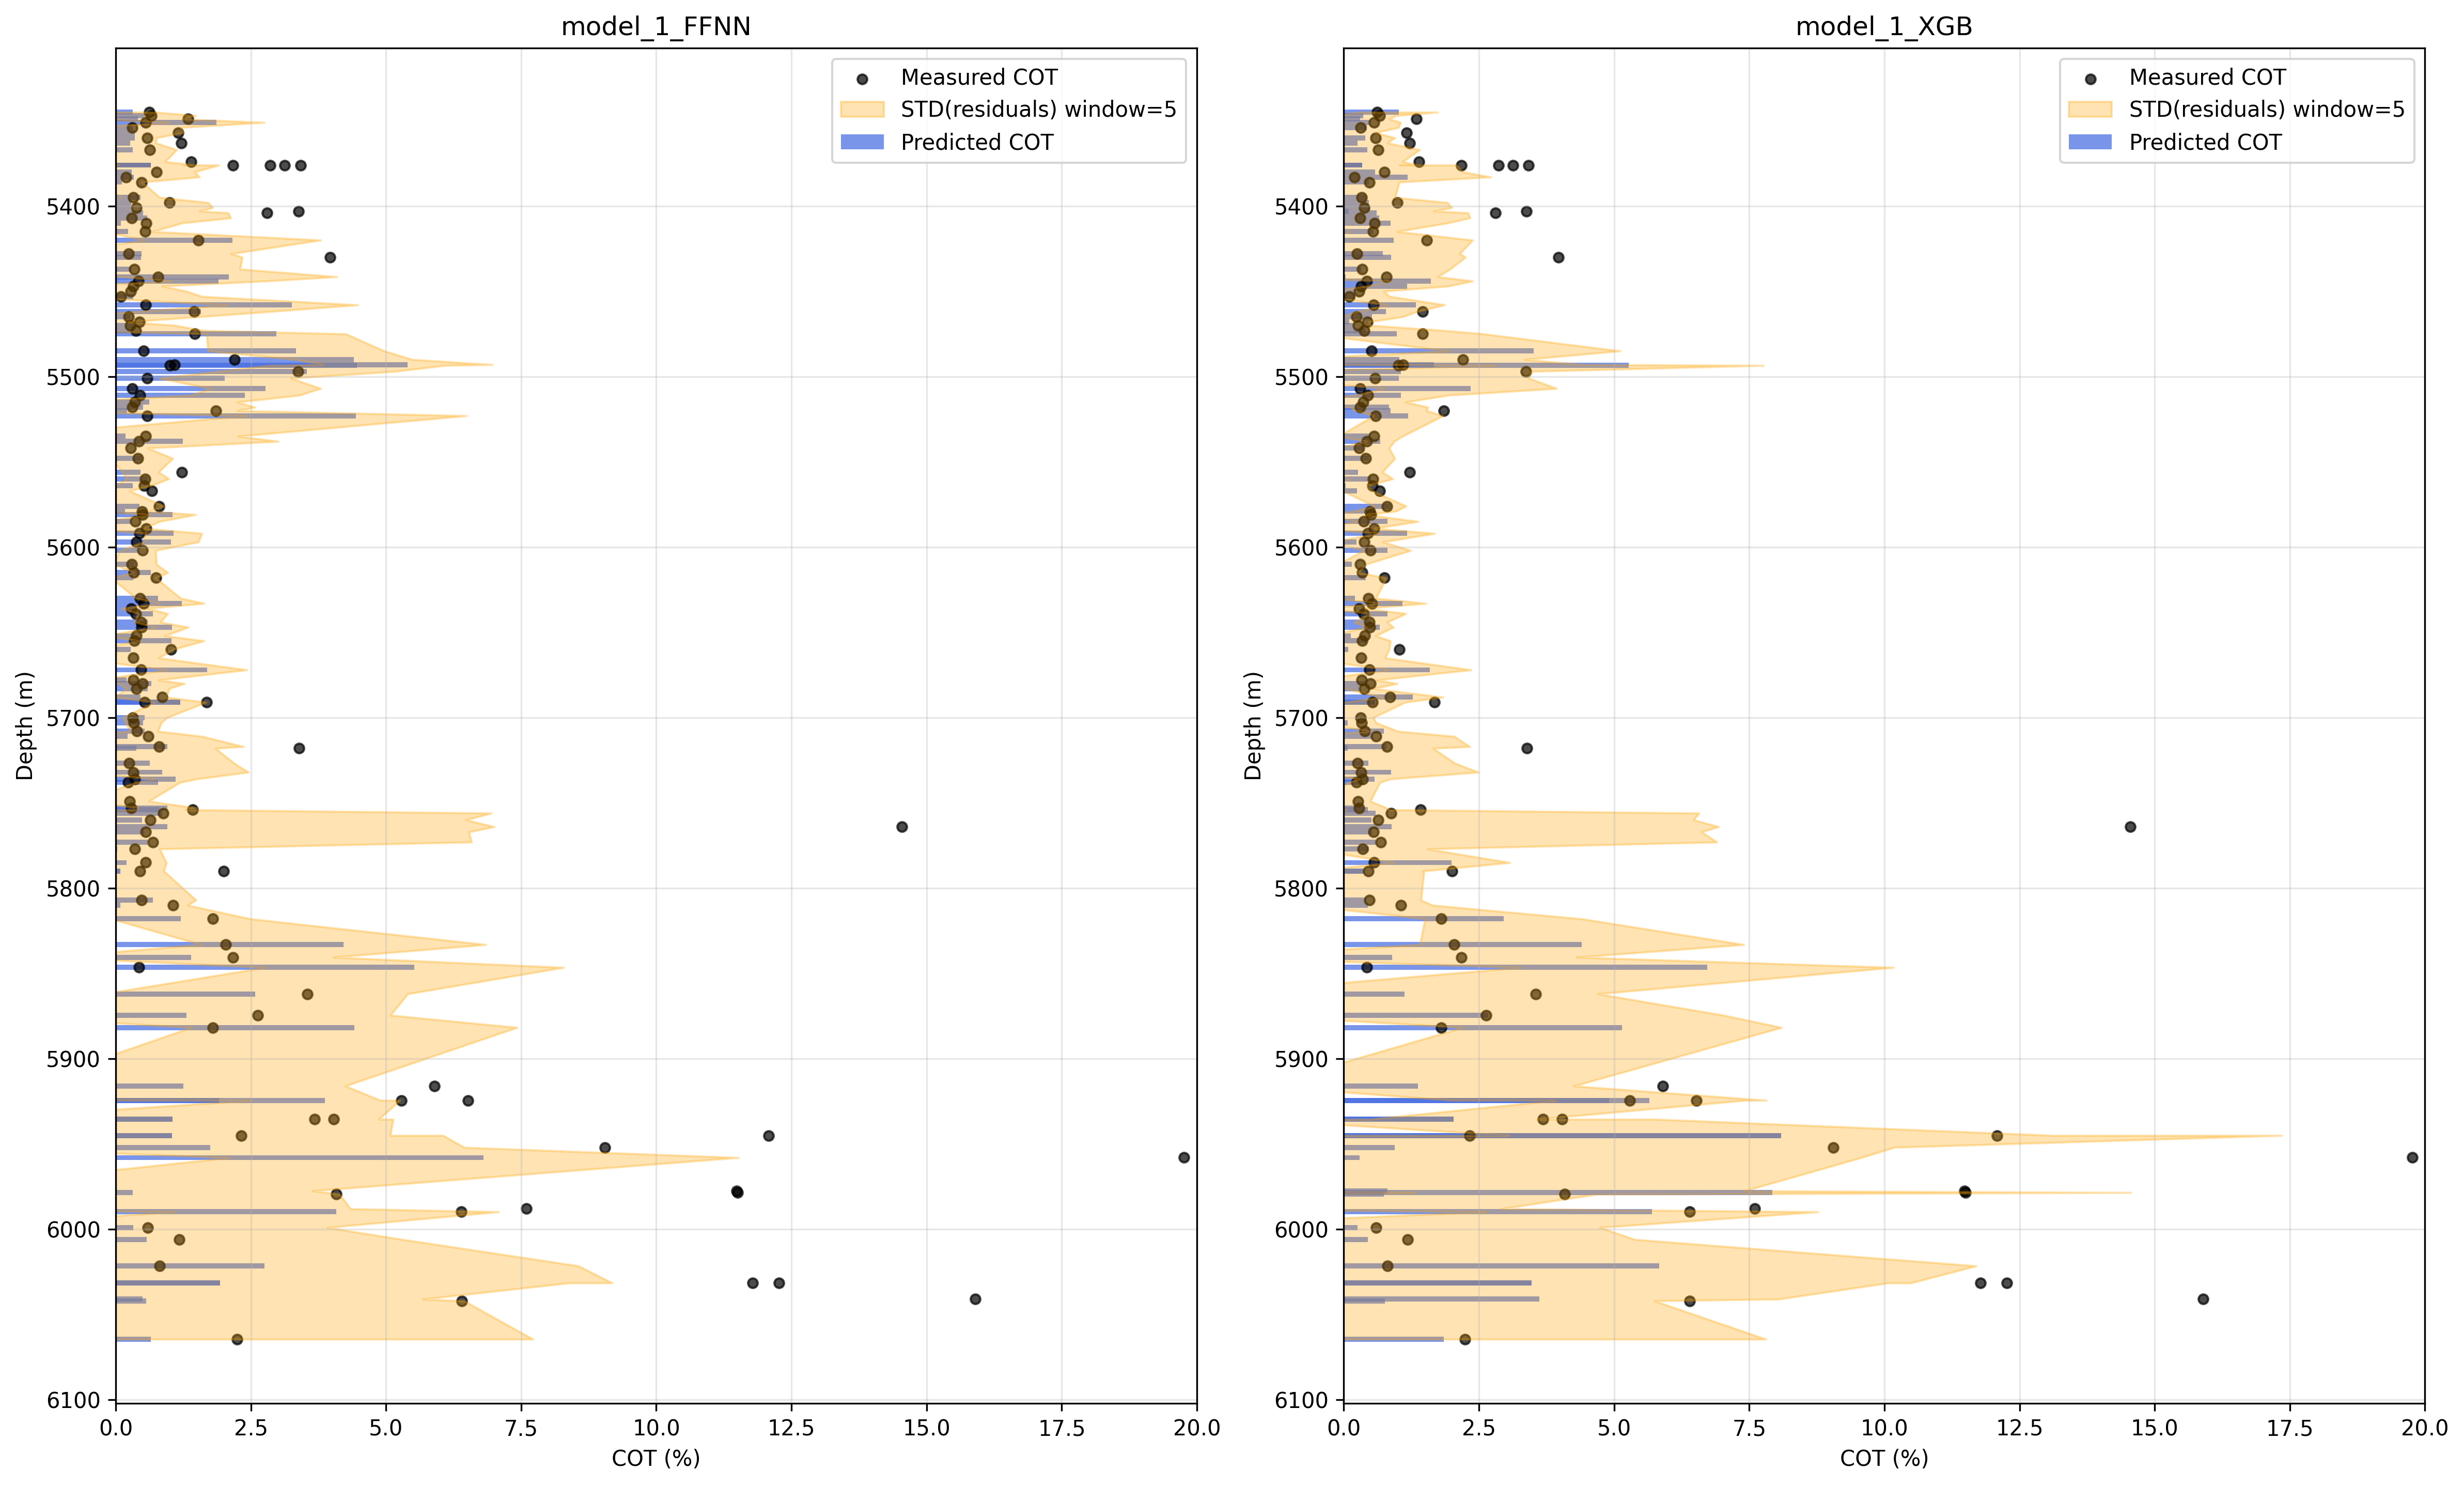 model_1_FFNN
Measured COT
STD(residuals) window=5
Predicted COT
5400
5500
5600
5700
5800
5900
6000
6100
Depth (m)
0.0 2.5 5.0 7.5 10.0 12.5 15.0 17.5 20.0
COT (%)
model_1_XGB
Measured COT
STD(residuals) window=5
Predicted COT
5400
5500
5600
5700
5800
5900
6000
6100
Depth (m)
0.0 2.5 5.0 7.5 10.0 12.5 15.0 17.5 20.0
COT (%)